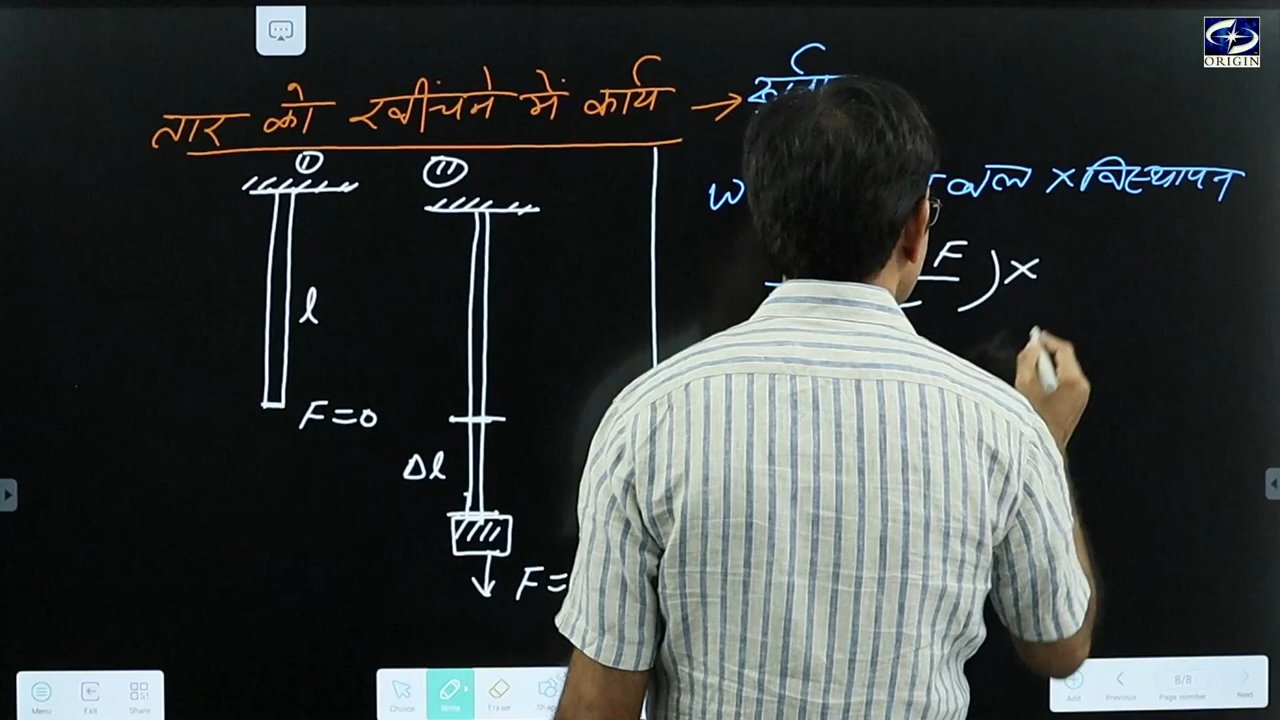 ORIGIN
तार को खींचने में कार्य →
W बल × विस्थापन
F ) ×
①
l
F=0
②
Δl
F=
Menu
Exit
Share
Choice
Write
Eraser
Add
Previous
8/8
Page number
Next